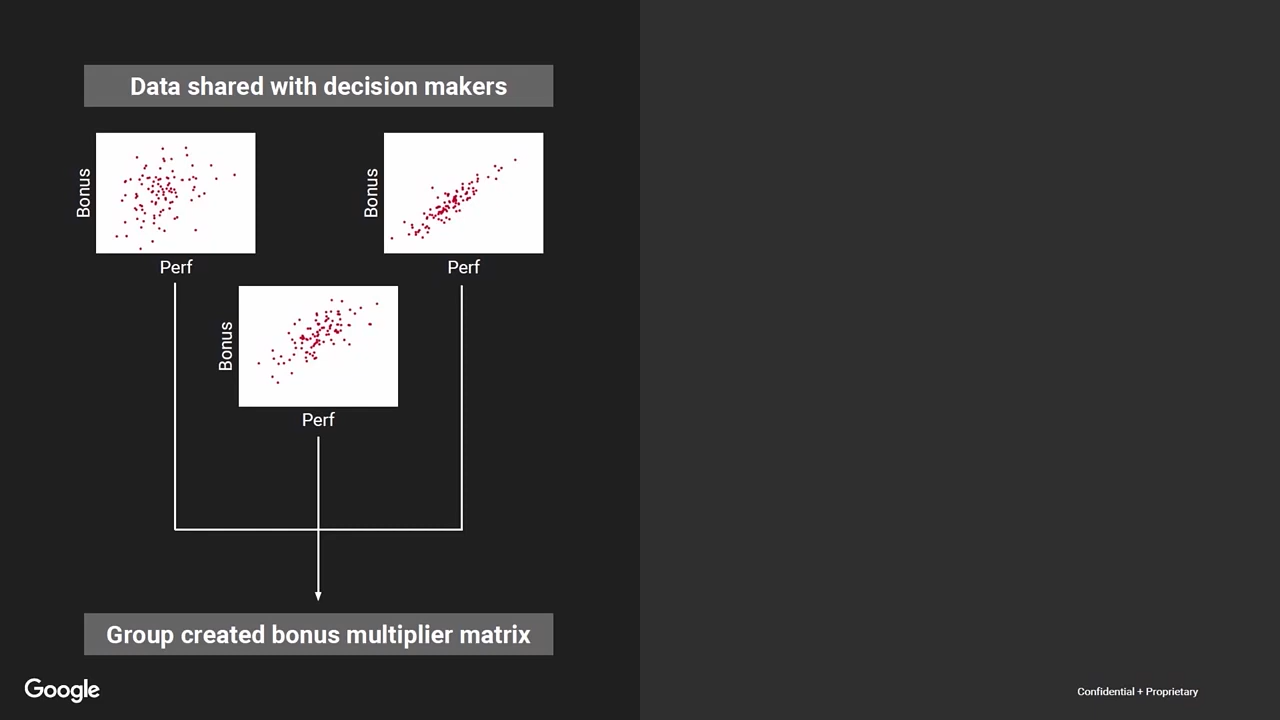 Data shared with decision makers
Bonus
Perf
Bonus
Perf
Bonus
Perf
Group created bonus multiplier matrix
Google
Confidential + Proprietary